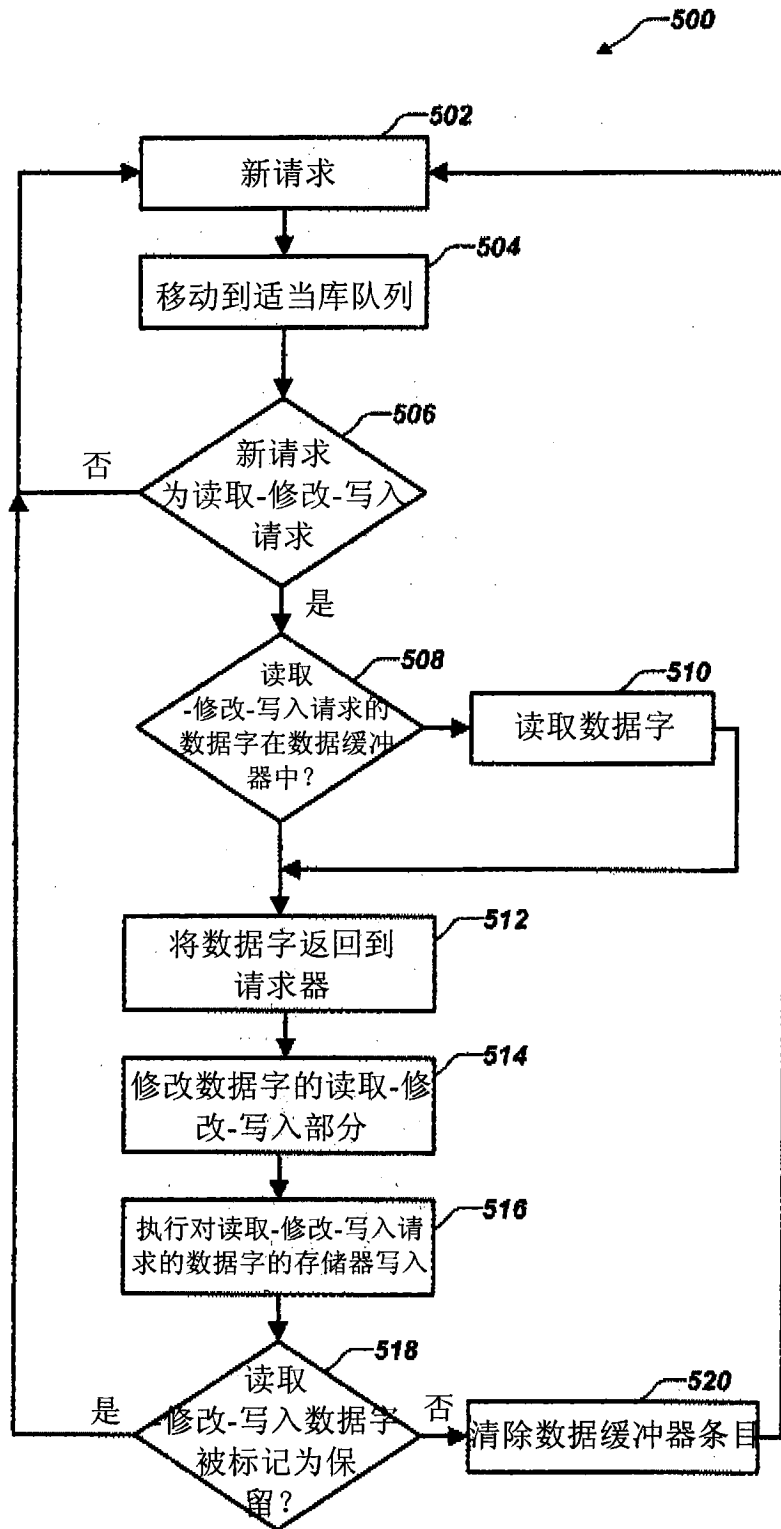 500
502
新请求
504
移动到适当库队列
506
新请求
为读取-修改-写入
请求
否
是
508
读取
-修改-写入请求的
数据字在数据缓冲
器中？
510
读取数据字
512
将数据字返回到
请求器
514
修改数据字的读取-修
改-写入部分
516
执行对读取-修改-写入请
求的数据字的存储器写入
518
读取
-修改-写入数据字
被标记为保
留？
是
否
520
清除数据缓冲器条目